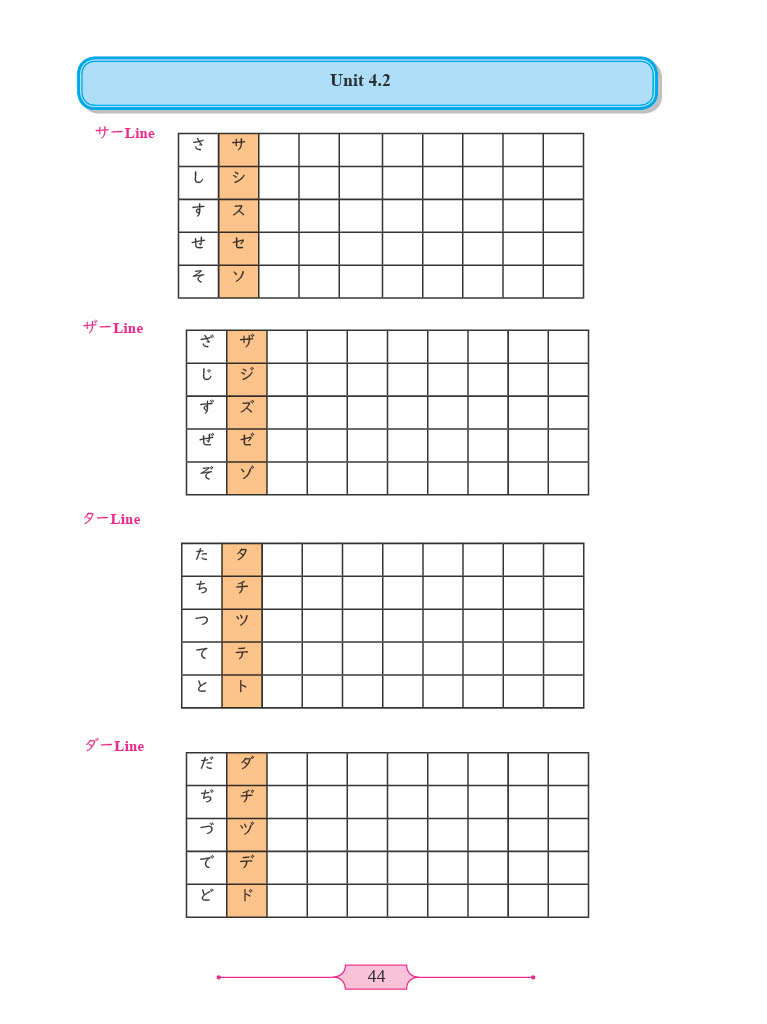 Unit 4.2
サーLine
さ サ
し シ
す ス
せ セ
そ ソ
ザーLine
ざ ザ
じ ジ
ず ズ
ぜ ゼ
ぞ ゾ
ターLine
た タ
ち チ
つ ツ
て テ
と ト
ダーLine
だ ダ
ぢ ヂ
づ ヅ
で デ
ど ド
44